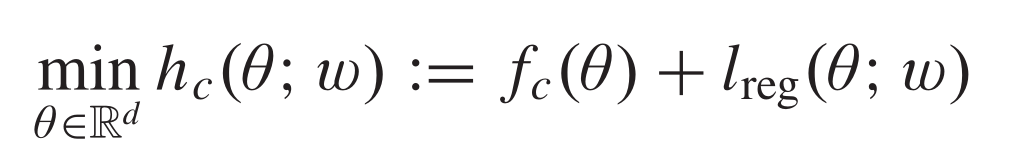 min h_c(θ; w) := f_c(θ) + l_reg(θ; w)
θ∈ℝ^d